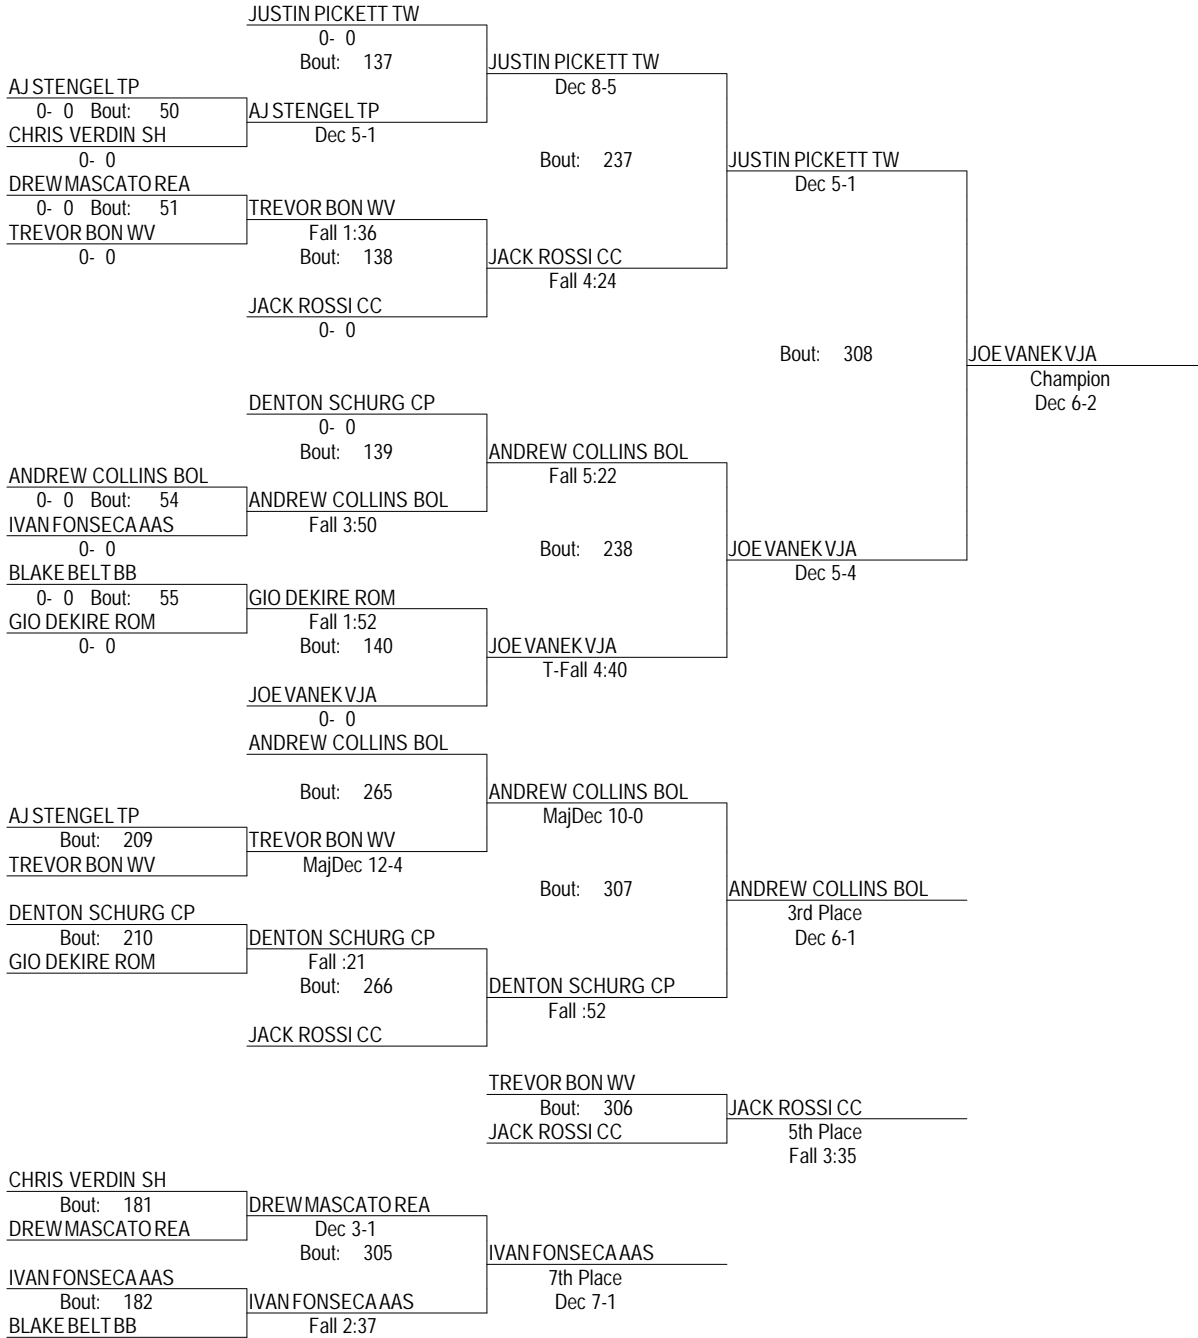 JUSTIN PICKETT TW
0- 0
Bout: 137
JUSTIN PICKETT TW
Dec 8-5
AJ STENGEL TP
0- 0 Bout: 50
AJ STENGEL TP
CHRIS VERDIN SH
Dec 5-1
0- 0
Bout: 237
JUSTIN PICKETT TW
DREW MASCATO REA
Dec 5-1
0- 0 Bout: 51
TREVOR BON WV
TREVOR BON WV
Fall 1:36
0- 0
Bout: 138
JACK ROSSI CC
Fall 4:24
JACK ROSSI CC
0- 0
Bout: 308
JOE VANEK VJA
Champion
Dec 6-2
DENTON SCHURG CP
0- 0
Bout: 139
ANDREW COLLINS BOL
Fall 5:22
ANDREW COLLINS BOL
0- 0 Bout: 54
ANDREW COLLINS BOL
IVAN FONSECA AAS
Fall 3:50
0- 0
Bout: 238
JOE VANEK VJA
BLAKE BELT BB
Dec 5-4
0- 0 Bout: 55
GIO DEKIRE ROM
GIO DEKIRE ROM
Fall 1:52
0- 0
Bout: 140
JOE VANEK VJA
T-Fall 4:40
JOE VANEK VJA
0- 0
ANDREW COLLINS BOL
Bout: 265
ANDREW COLLINS BOL
MajDec 10-0
AJ STENGEL TP
Bout: 209
TREVOR BON WV
TREVOR BON WV
MajDec 12-4
Bout: 307
ANDREW COLLINS BOL
3rd Place
Dec 6-1
DENTON SCHURG CP
Bout: 210
DENTON SCHURG CP
GIO DEKIRE ROM
Fall :21
Bout: 266
DENTON SCHURG CP
Fall :52
JACK ROSSI CC
TREVOR BON WV
Bout: 306
JACK ROSSI CC
JACK ROSSI CC
5th Place
Fall 3:35
CHRIS VERDIN SH
Bout: 181
DREW MASCATO REA
DREW MASCATO REA
Dec 3-1
Bout: 305
IVAN FONSECA AAS
7th Place
Dec 7-1
IVAN FONSECA AAS
Bout: 182
IVAN FONSECA AAS
BLAKE BELT BB
Fall 2:37